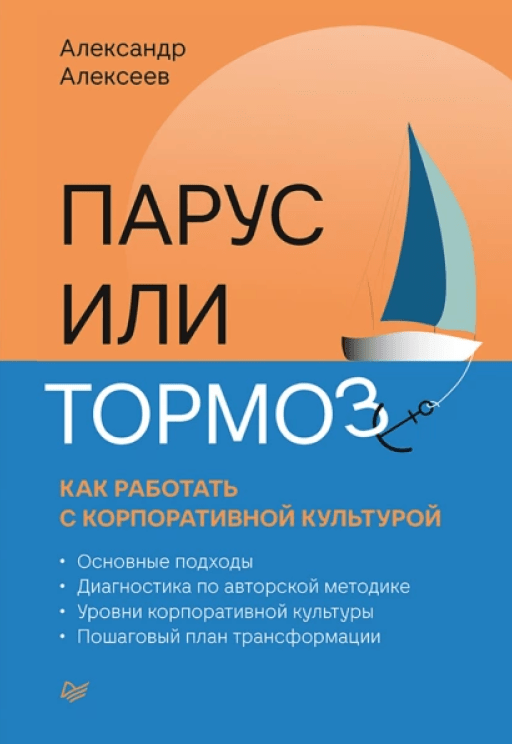 Александр
Алексеев
ПАРУС
ИЛИ
ТОРМОЗ
КАК РАБОТАТЬ
С КОРПОРАТИВНОЙ КУЛЬТУРОЙ
• Основные подходы
• Диагностика по авторской методике
• Уровни корпоративной культуры
• Пошаговый план трансформации